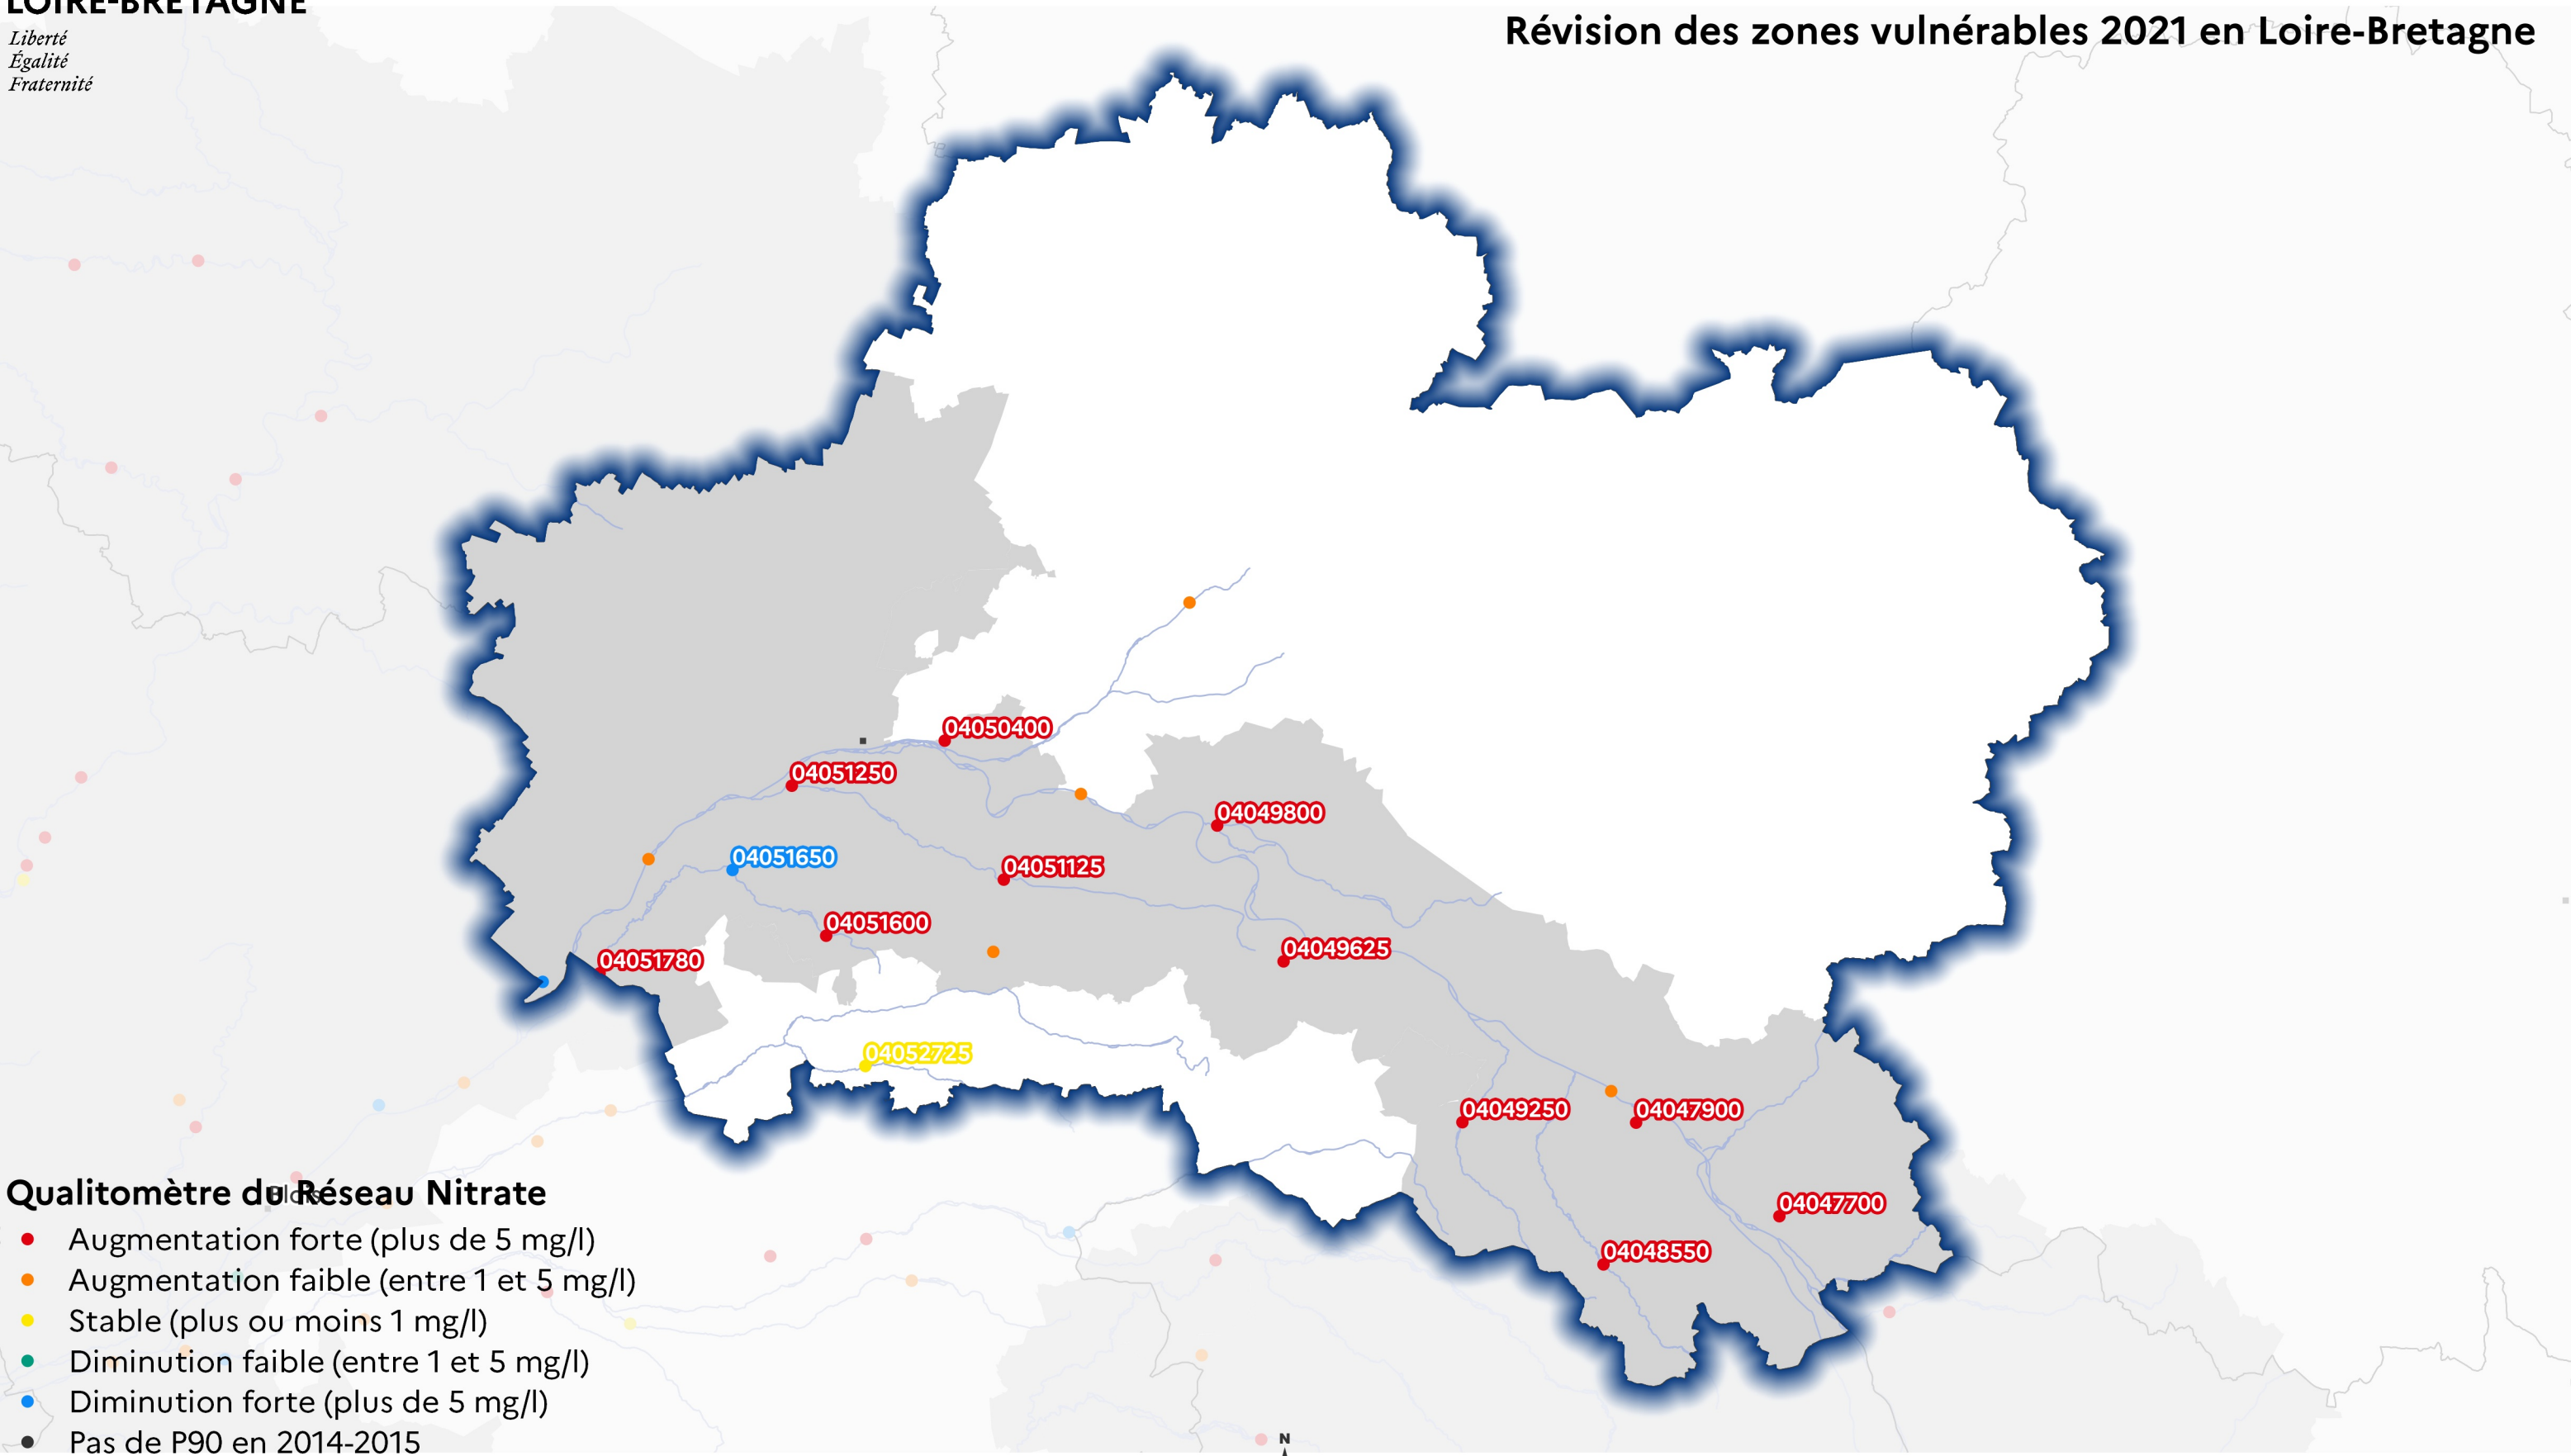 LOIRE-BRETAGNE
Liberté
Égalité
Fraternité
Révision des zones vulnérables 2021 en Loire-Bretagne
04050400
04051250
04049800
04051650
04051125
04051600
04049625
04051780
04052725
04049250
04047900
04047700
04048550
Blois
Qualitomètre du Réseau Nitrate
Augmentation forte (plus de 5 mg/l)
Augmentation faible (entre 1 et 5 mg/l)
Stable (plus ou moins 1 mg/l)
Diminution faible (entre 1 et 5 mg/l)
Diminution forte (plus de 5 mg/l)
Pas de P90 en 2014-2015
N